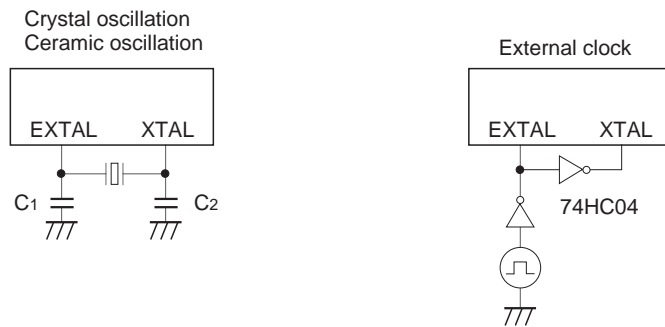 Crystal oscillation
Ceramic oscillation
EXTAL
XTAL
C1
C2
External clock
EXTAL
XTAL
74HC04